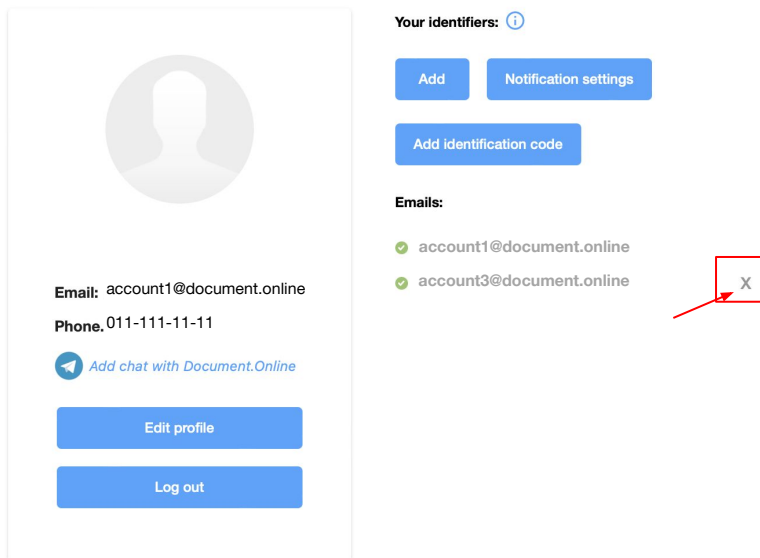 Your identifiers:
Add
Notification settings
Add identification code
Emails:
account1@document.online
account3@document.online
X
Email: account1@document.online
Phone. 011-111-11-11
Add chat with Document.Online
Edit profile
Log out